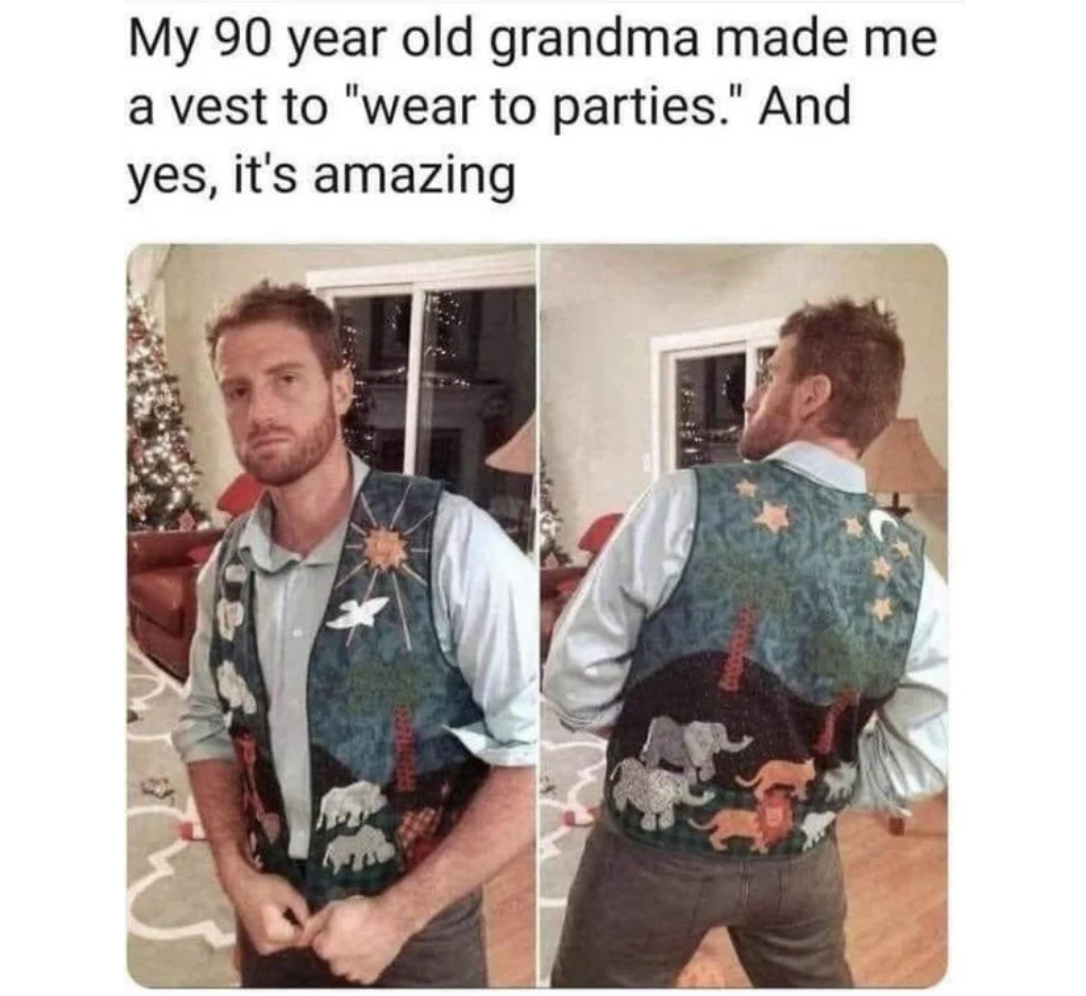 My 90 year old grandma made me
a vest to "wear to parties." And
yes, it's amazing